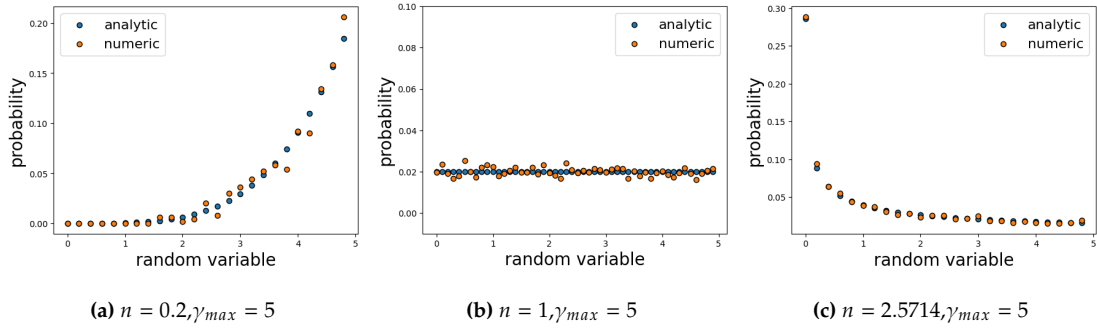 analytic
numeric
0.20
0.15
0.10
0.05
0.00
probability
0 1 2 3 4 5
random variable
(a) n = 0.2,γmax = 5
analytic
numeric
0.10
0.08
0.06
0.04
0.02
0.00
probability
0 1 2 3 4 5
random variable
(b) n = 1,γmax = 5
analytic
numeric
0.30
0.25
0.20
0.15
0.10
0.05
probability
0 1 2 3 4 5
random variable
(c) n = 2.5714,γmax = 5